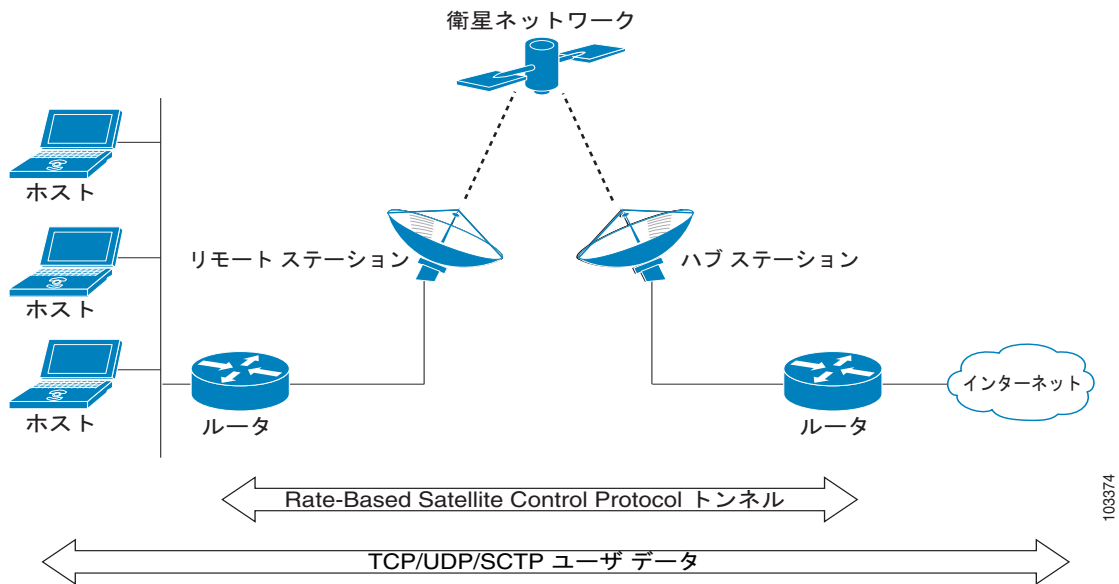 衛星ネットワーク
ホスト
リモート ステーション
ハブ ステーション
ホスト
インターネット
ホスト
ルータ
ルータ
Rate-Based Satellite Control Protocol トンネル
103374
TCP/UDP/SCTP ユーザ データ